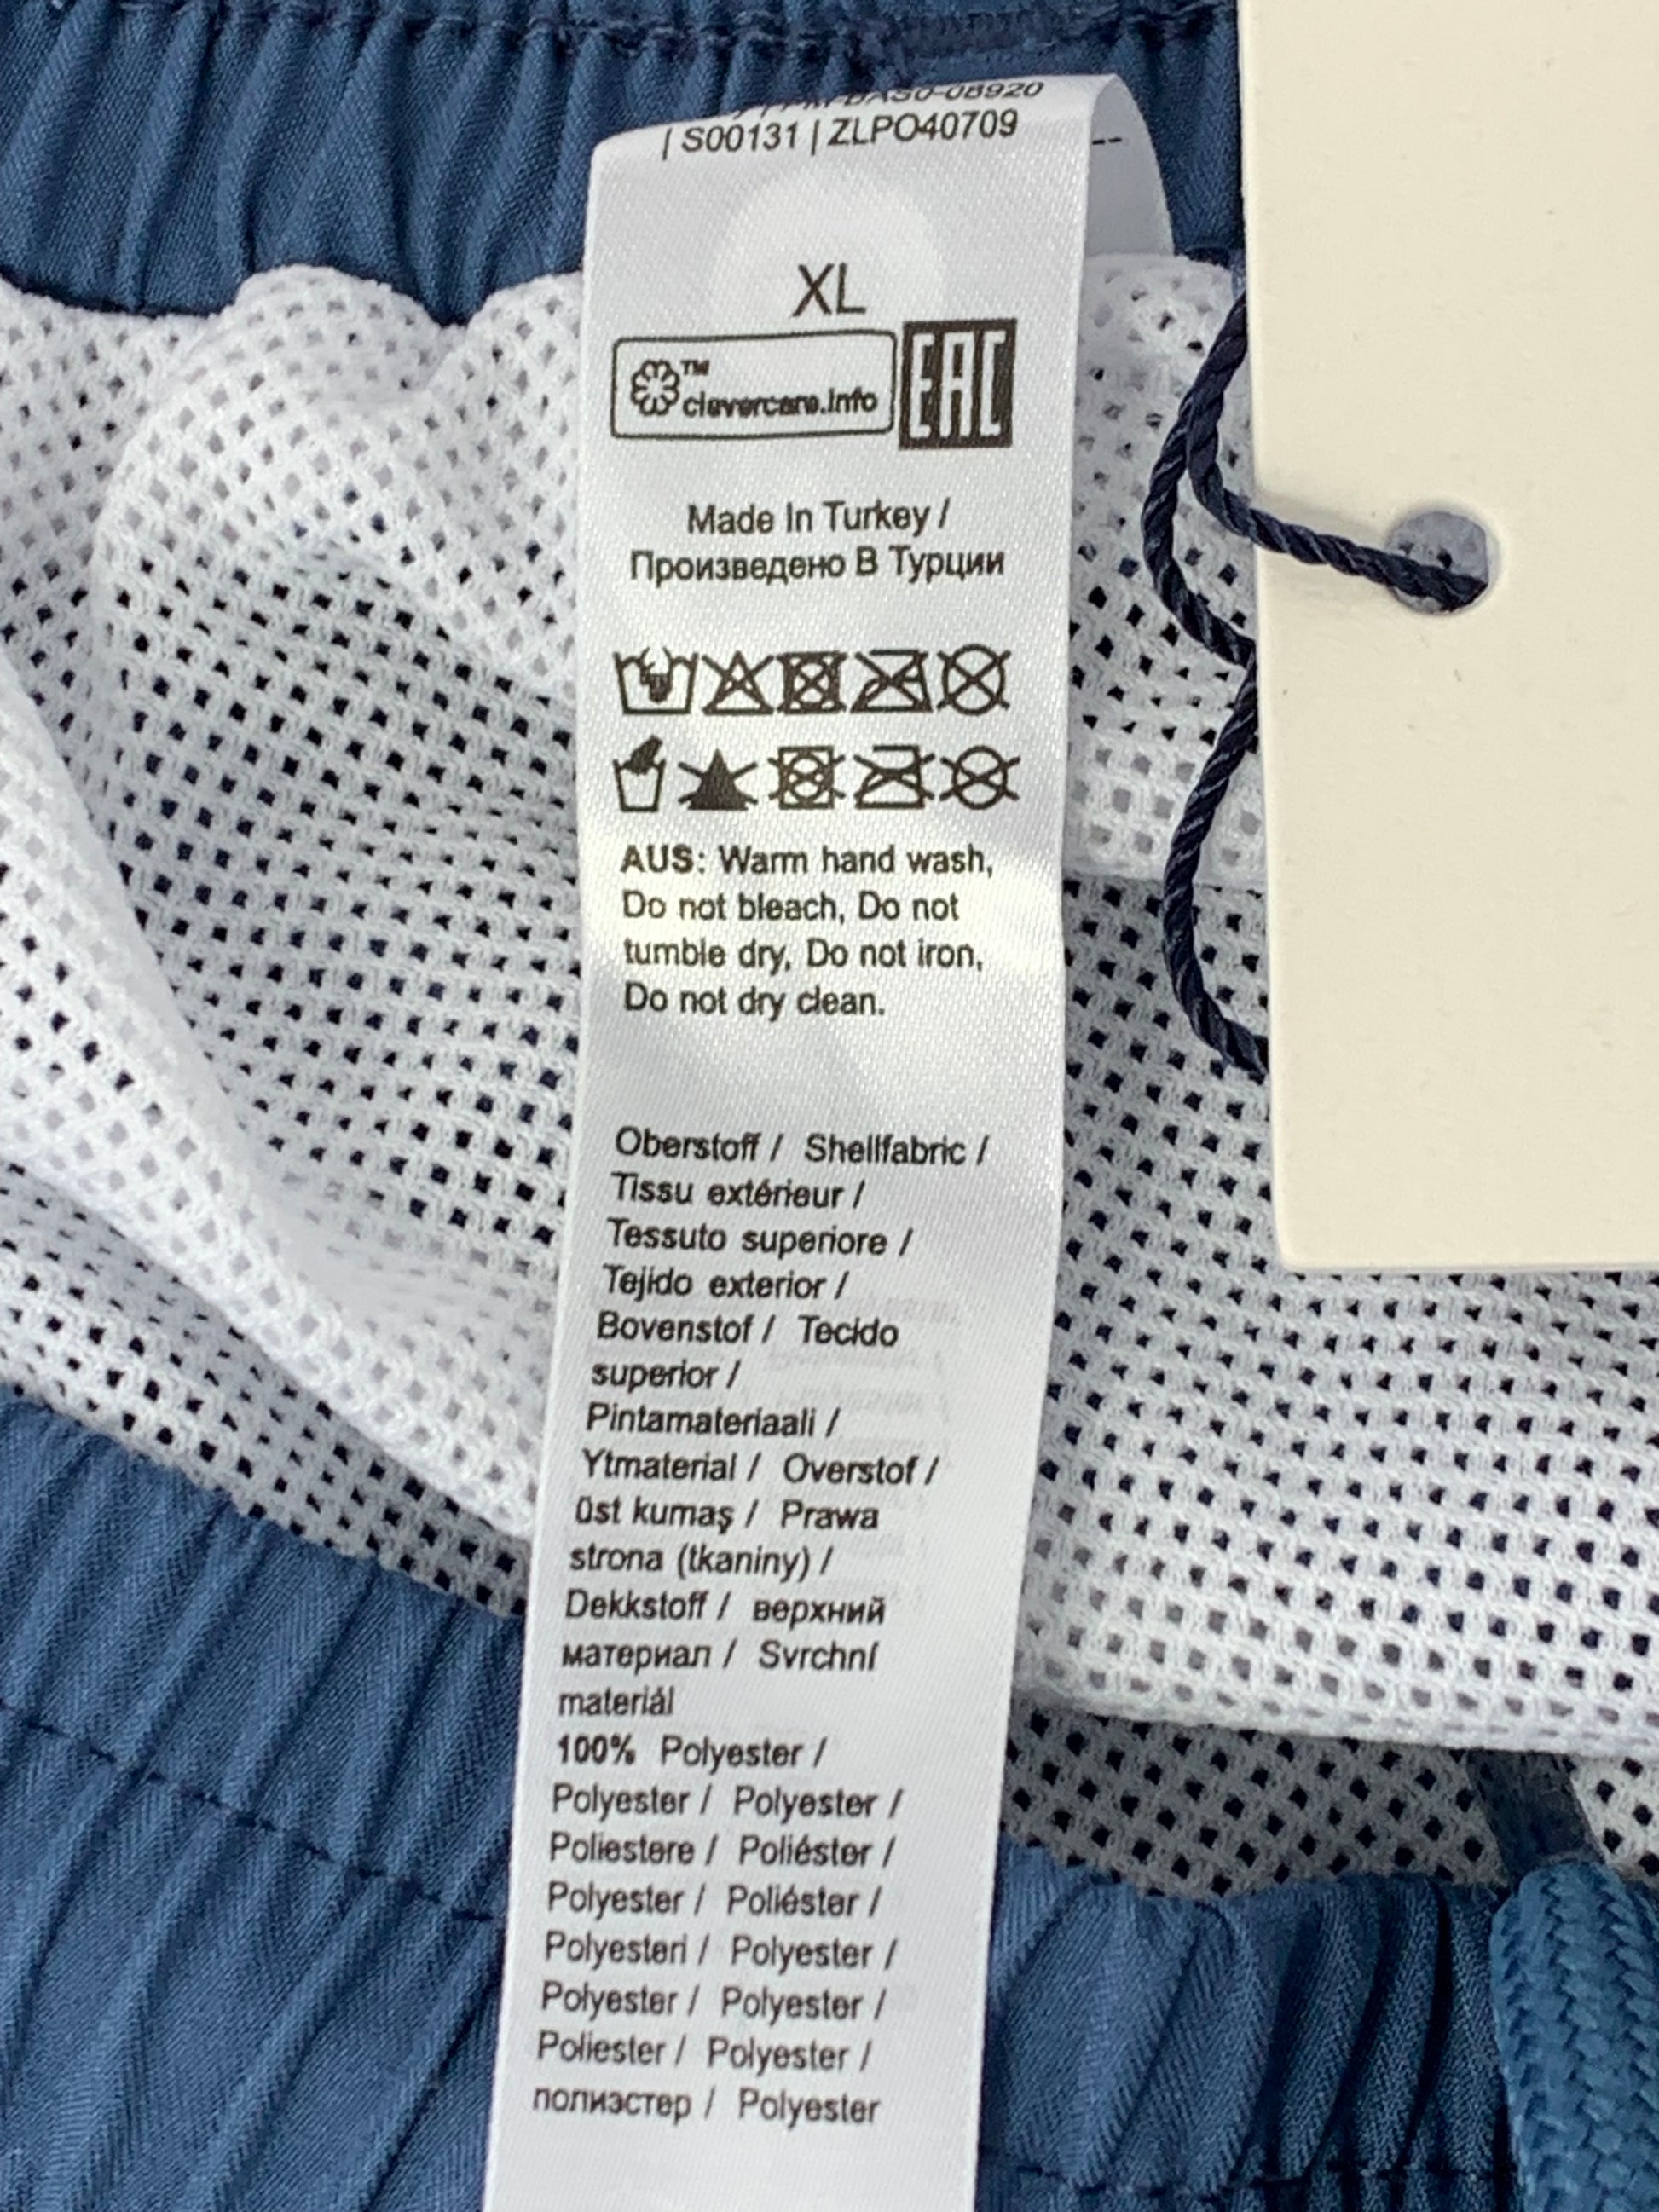 08920
| S00131 | ZLPO40709
XL
™
clevercare.info
EAC
Made In Turkey /
Произведено В Турции
AUS: Warm hand wash,
Do not bleach, Do not
tumble dry, Do not iron,
Do not dry clean.
Oberstoff / Shellfabric /
Tissu extérieur /
Tessuto superiore /
Tejido exterior /
Bovenstof / Tecido
superior /
Pintamateriaali /
Ytmaterial / Overstof /
üst kumaş / Prawa
strona (tkaniny) /
Dekkstoff / верхний
материал / Svrchní
materiál
100% Polyester /
Polyester / Polyester /
Poliestere / Poliéster /
Polyester / Poliéster /
Polyesteri / Polyester /
Polyester / Polyester /
Poliester / Polyester /
полиэстер / Polyester